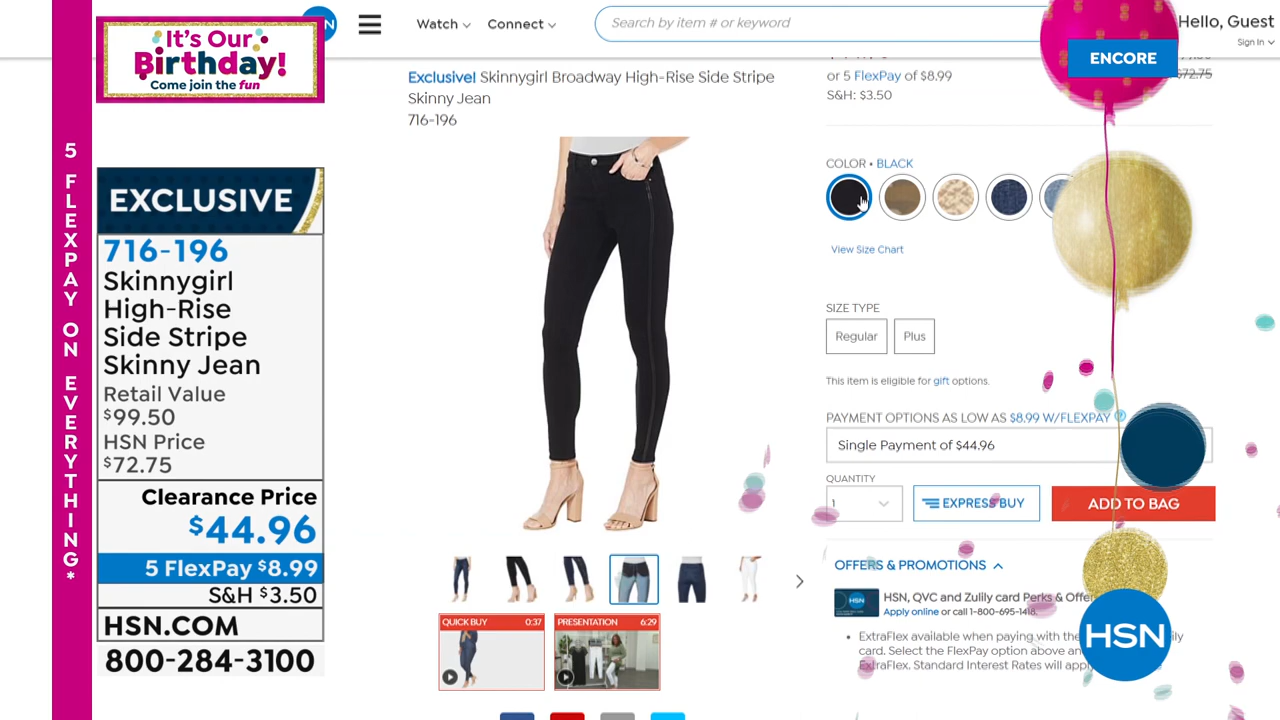 It's Our
Birthday!
Come join the fun
5 FLEXPAY ON EVERYTHING*
EXCLUSIVE
716-196
Skinnygirl
High-Rise
Side Stripe
Skinny Jean
Retail Value
$99.50
HSN Price
$72.75
Clearance Price
$44.96
5 FlexPay $8.99
S&H $3.50
HSN.COM
800-284-3100
Watch
Connect
Search by item # or keyword
Hello, Guest
Sign In
ENCORE
Exclusive! Skinnygirl Broadway High-Rise Side Stripe
Skinny Jean
716-196
$72.75
or 5 FlexPay of $8.99
S&H: $3.50
COLOR • BLACK
View Size Chart
SIZE TYPE
Regular
Plus
This item is eligible for gift options.
PAYMENT OPTIONS AS LOW AS $8.99 W/FLEXPAY
Single Payment of $44.96
QUANTITY
1
EXPRESS BUY
ADD TO BAG
QUICK BUY 0:37
PRESENTATION 6:29
OFFERS & PROMOTIONS
HSN, QVC and Zulily card Perks & Offe
Apply online or call 1-800-695-1418.
• ExtraFlex available when paying with the
card. Select the FlexPay option above an
ExtraFlex. Standard Interest Rates will appl
HSN